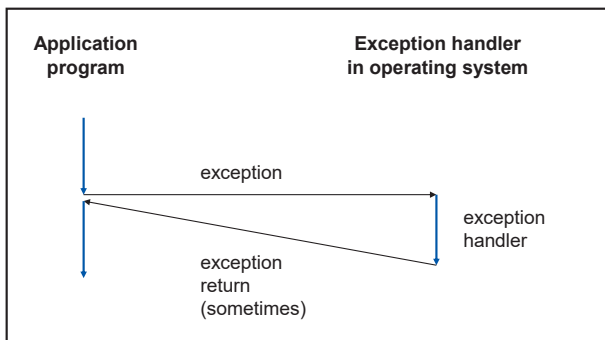 Application
program
Exception handler
in operating system
exception
exception
handler
exception
return
(sometimes)